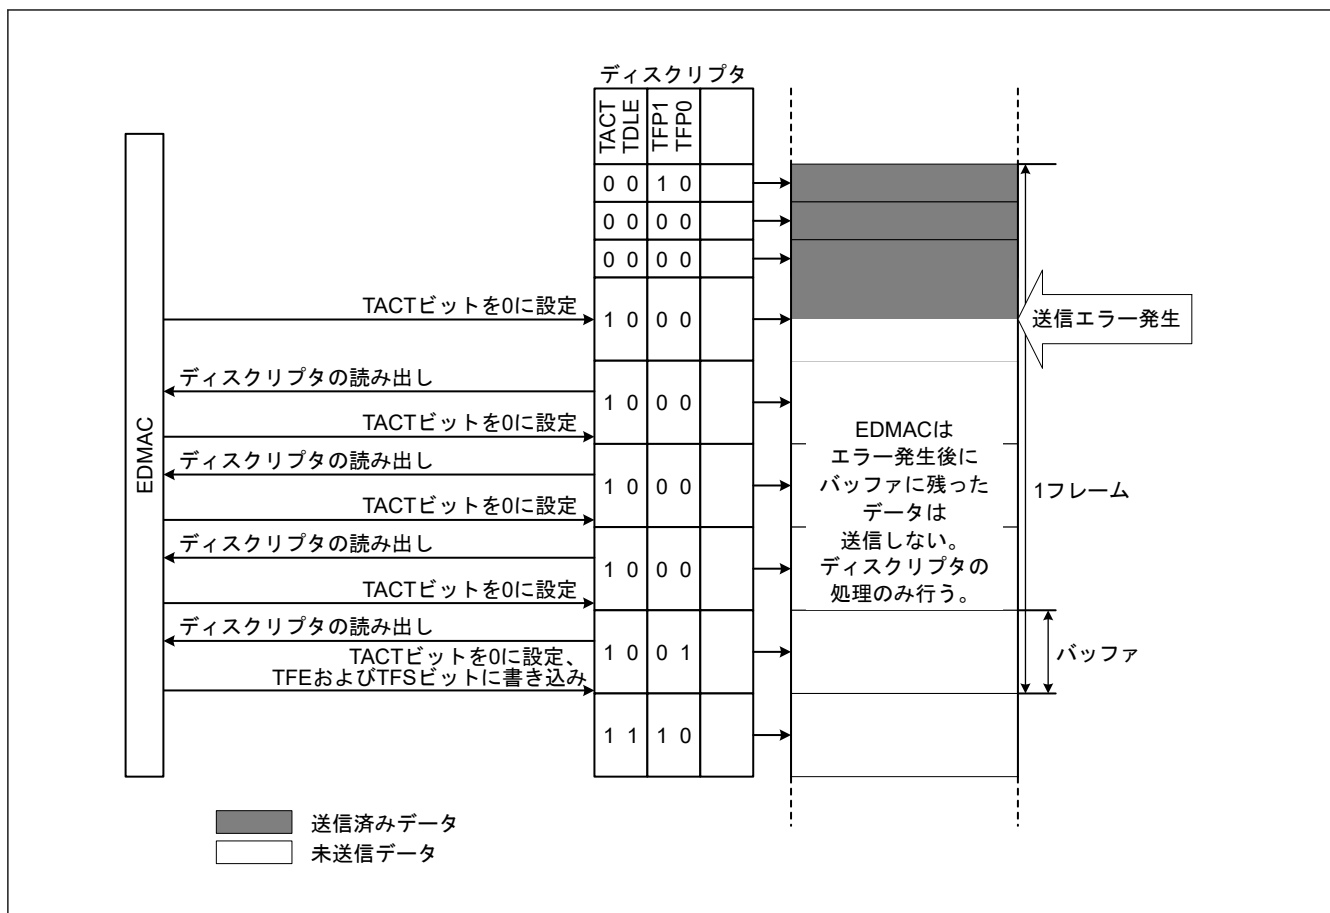 ディスクリプタ
TACT
TDLE
TFP1
TFP0
0 0 1 0
0 0 0 0
0 0 0 0
TACTビットを0に設定
1 0 0 0
送信エラー発生
ディスクリプタの読み出し
1 0 0 0
TACTビットを0に設定
EDMAC
EDMACは
エラー発生後に
バッファに残った
データは
送信しない。
ディスクリプタの
処理のみ行う。
ディスクリプタの読み出し
1 0 0 0
1フレーム
TACTビットを0に設定
ディスクリプタの読み出し
1 0 0 0
TACTビットを0に設定
ディスクリプタの読み出し
TACTビットを0に設定、
TFEおよびTFSビットに書き込み
1 0 0 1
バッファ
1 1 1 0
送信済みデータ
未送信データ